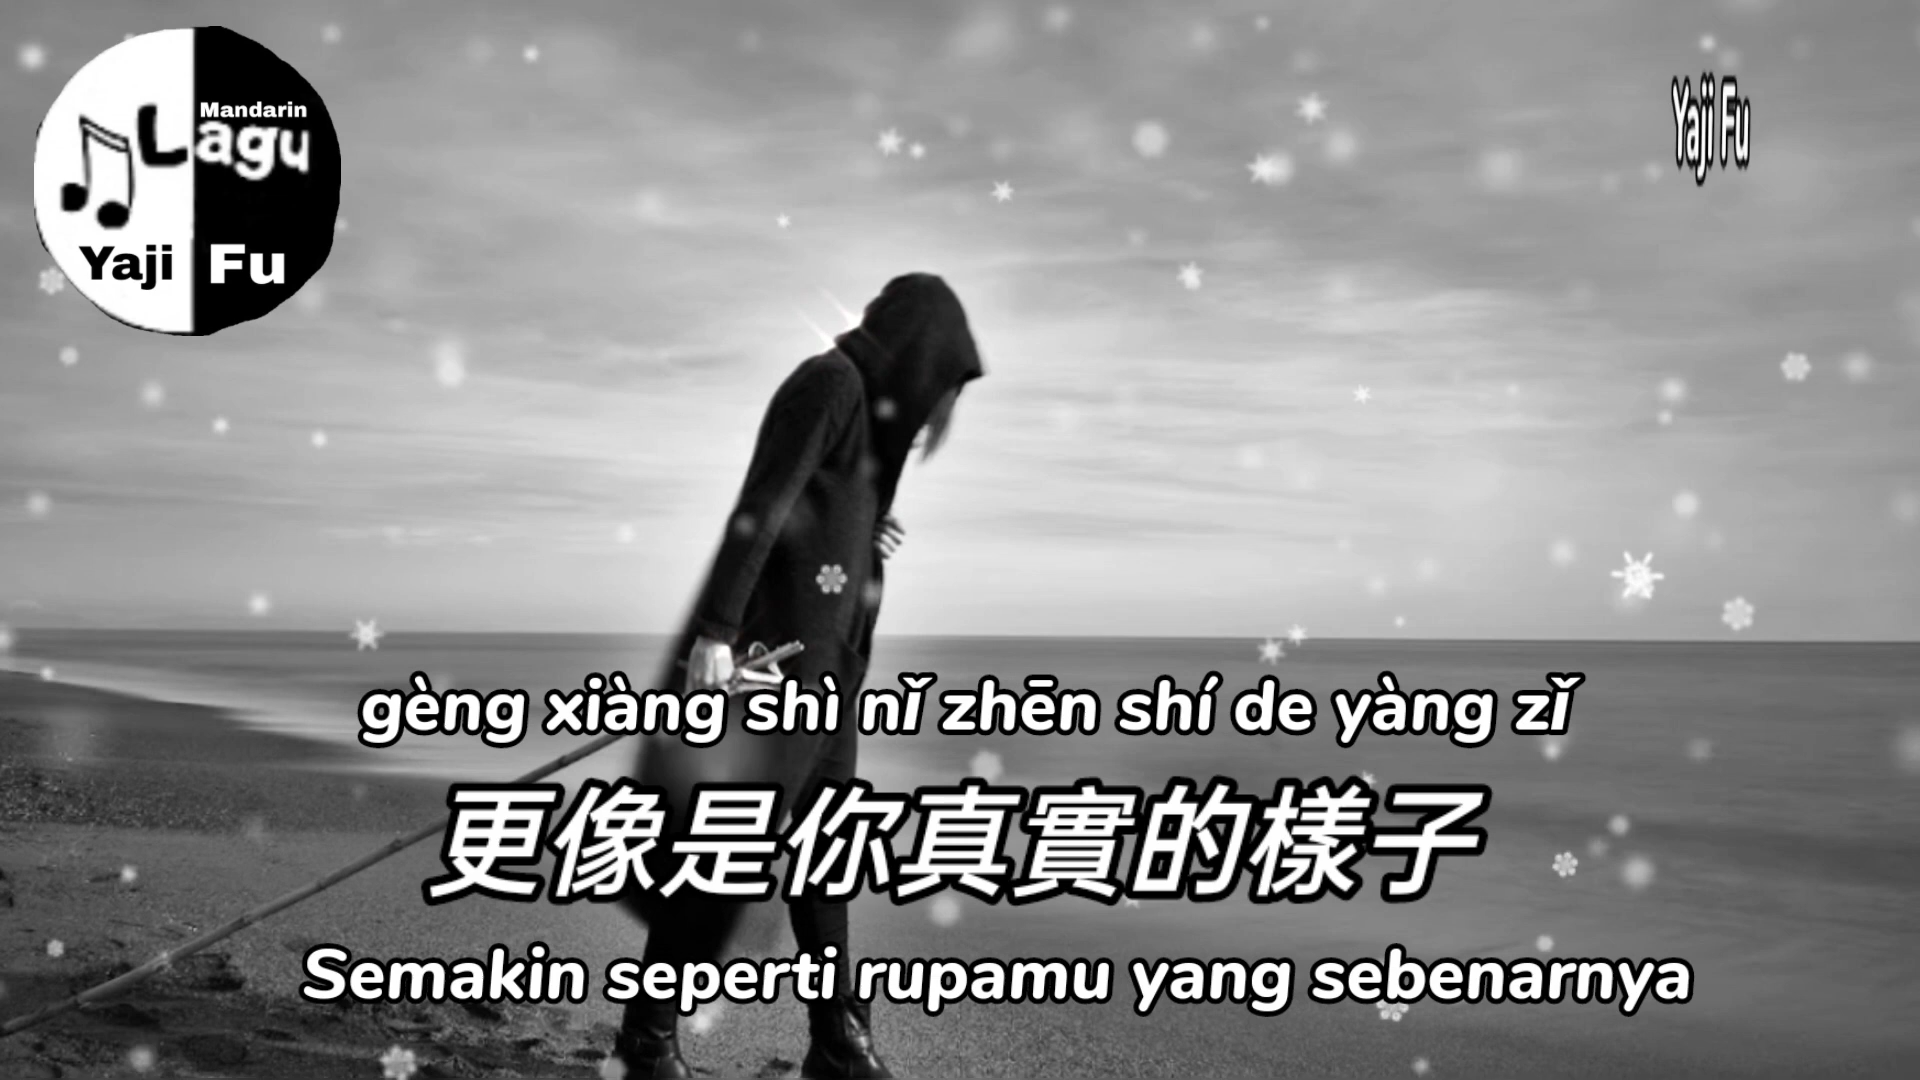 Mandarin
Lagu
Yaji Fu
Yaji Fu
gèng xiàng shì nǐ zhēn shí de yàng zǐ
更像是你真實的樣子
Semakin seperti rupamu yang sebenarnya